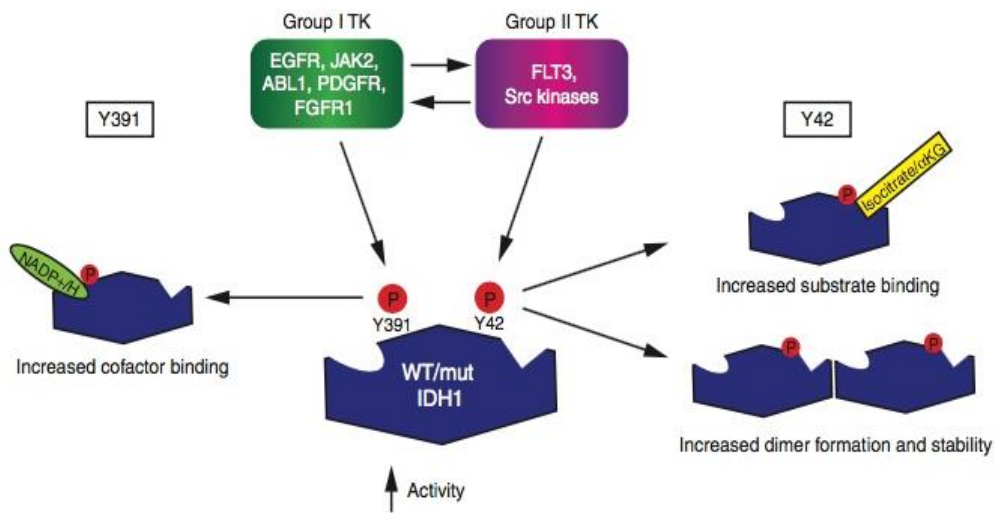 Group I TK
Group II TK
EGFR, JAK2,
ABL1, PDGFR,
FGFR1
FLT3,
Src kinases
Y391
Y42
NADP+/H
P
Increased cofactor binding
P
Y391
P
Y42
WT/mut
IDH1
Activity
P
Isocitrate/αKG
Increased substrate binding
P
P
Increased dimer formation and stability